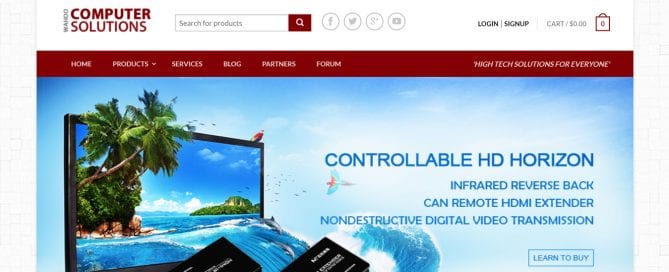 WAHOO
COMPUTER
SOLUTIONS
Search for products
LOGIN | SIGNUP
CART / $0.00
0
HOME
PRODUCTS
SERVICES
BLOG
PARTNERS
FORUM
"HIGH TECH SOLUTIONS FOR EVERYONE"
CONTROLLABLE HD HORIZON
INFRARED REVERSE BACK
CAN REMOTE HDMI EXTENDER
NONDESTRUCTIVE DIGITAL VIDEO TRANSMISSION
LEARN TO BUY
EXTENDER